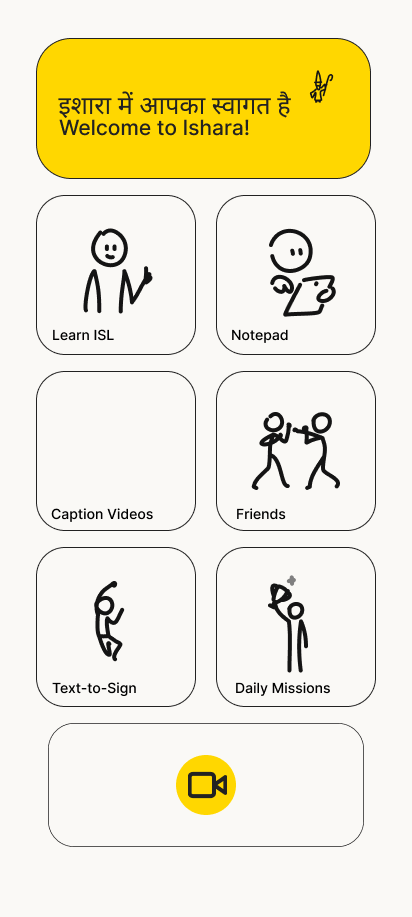 इशारा में आपका स्वागत है
Welcome to Ishara!
Learn ISL
Notepad
Caption Videos
Friends
Text-to-Sign
Daily Missions